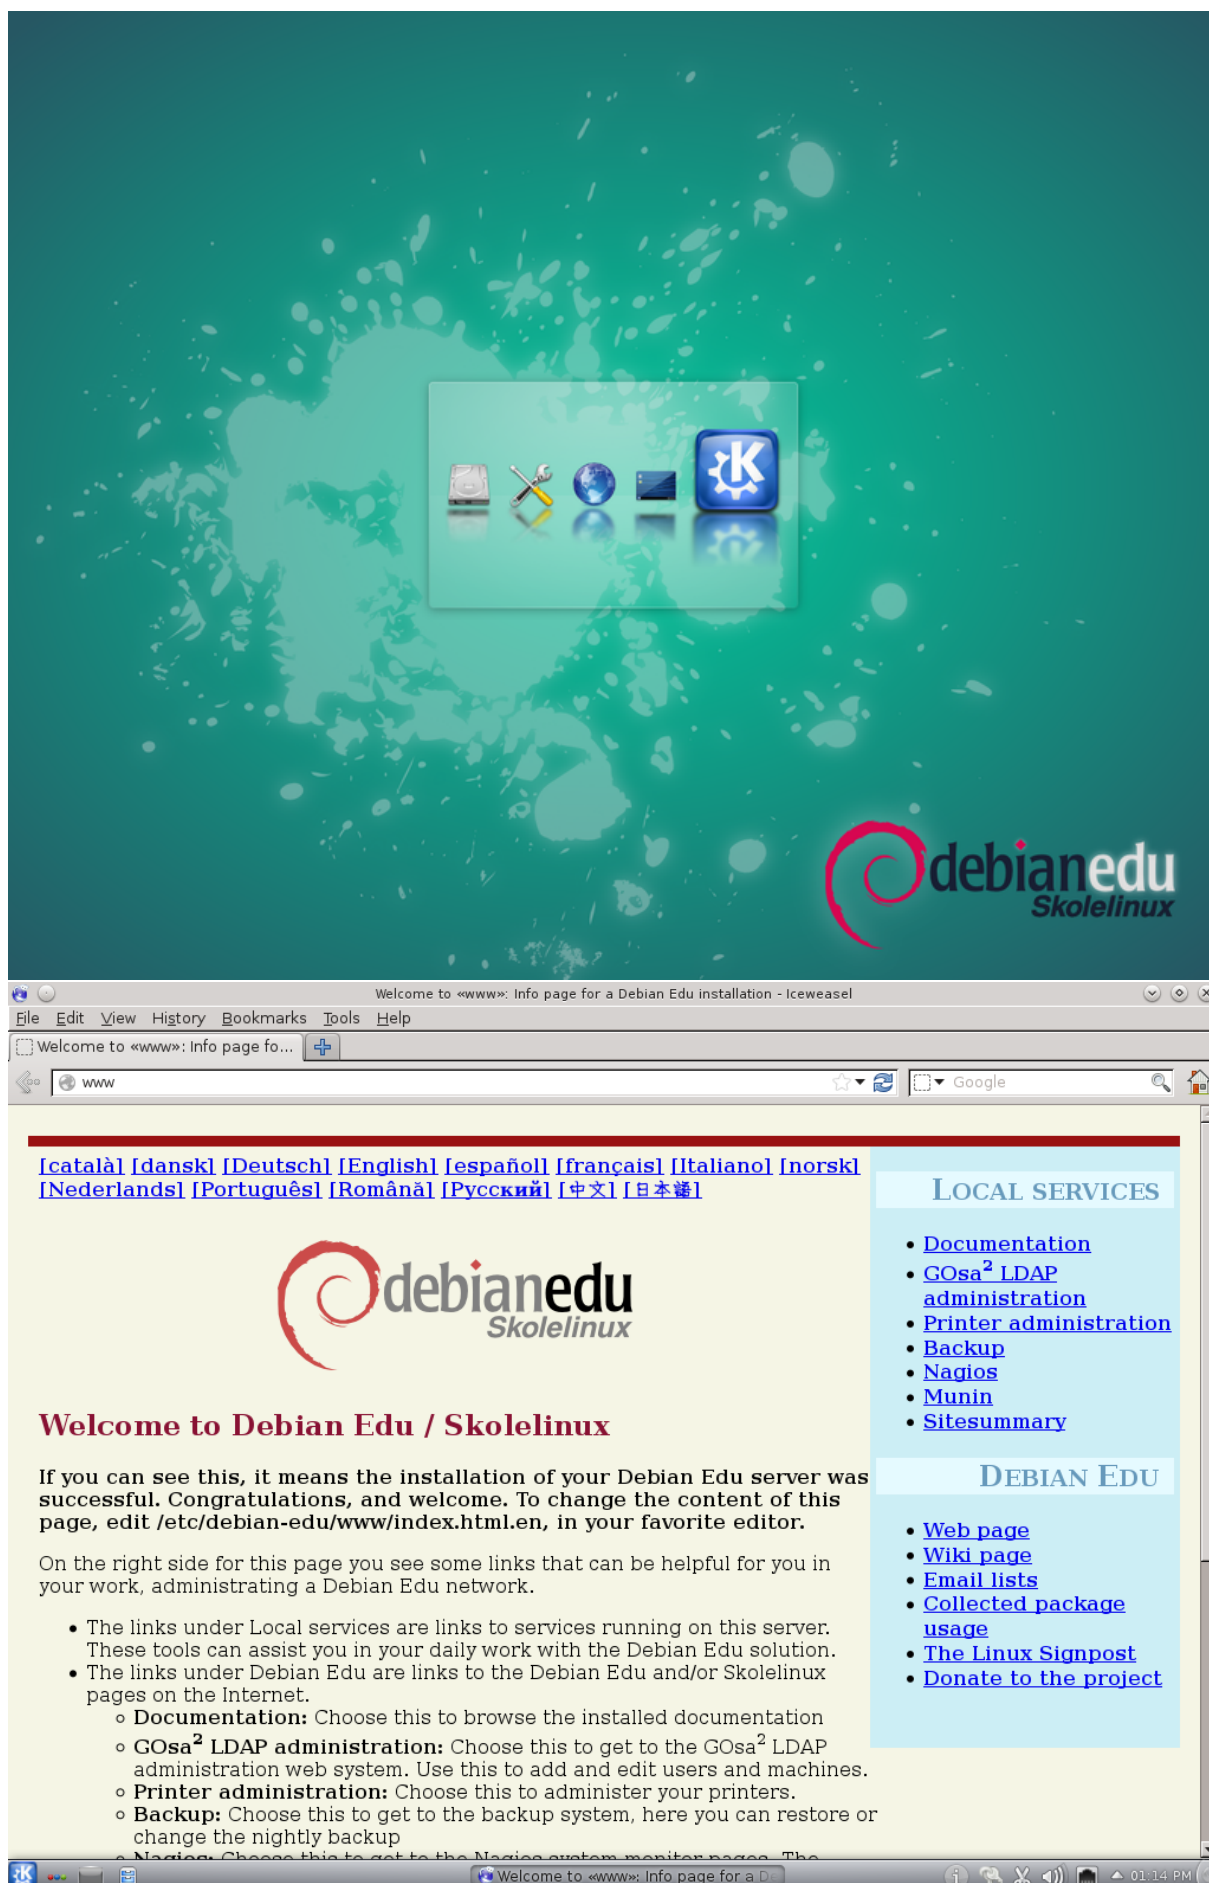 debianedu
Skolelinux
Welcome to «www»: Info page for a Debian Edu installation - Iceweasel
File Edit View History Bookmarks Tools Help
Welcome to «www»: Info page fo...
www
Google
[català] [dansk] [Deutsch] [English] [español] [français] [Italiano] [norsk]
[Nederlands] [Português] [Română] [Русский] [中文] [日本語]
debianedu
Skolelinux
Welcome to Debian Edu / Skolelinux
If you can see this, it means the installation of your Debian Edu server was
successful. Congratulations, and welcome. To change the content of this
page, edit /etc/debian-edu/www/index.html.en, in your favorite editor.
On the right side for this page you see some links that can be helpful for you in
your work, administrating a Debian Edu network.
The links under Local services are links to services running on this server.
These tools can assist you in your daily work with the Debian Edu solution.
The links under Debian Edu are links to the Debian Edu and/or Skolelinux
pages on the Internet.
Documentation: Choose this to browse the installed documentation
GOsa² LDAP administration: Choose this to get to the GOsa² LDAP
administration web system. Use this to add and edit users and machines.
Printer administration: Choose this to administer your printers.
Backup: Choose this to get to the backup system, here you can restore or
change the nightly backup
Nagios: Choose this to get to the Nagios system monitor pages. The
LOCAL SERVICES
Documentation
GOsa² LDAP
administration
Printer administration
Backup
Nagios
Munin
Sitesummary
DEBIAN EDU
Web page
Wiki page
Email lists
Collected package
usage
The Linux Signpost
Donate to the project
Welcome to «www»: Info page for a D
01:14 PM